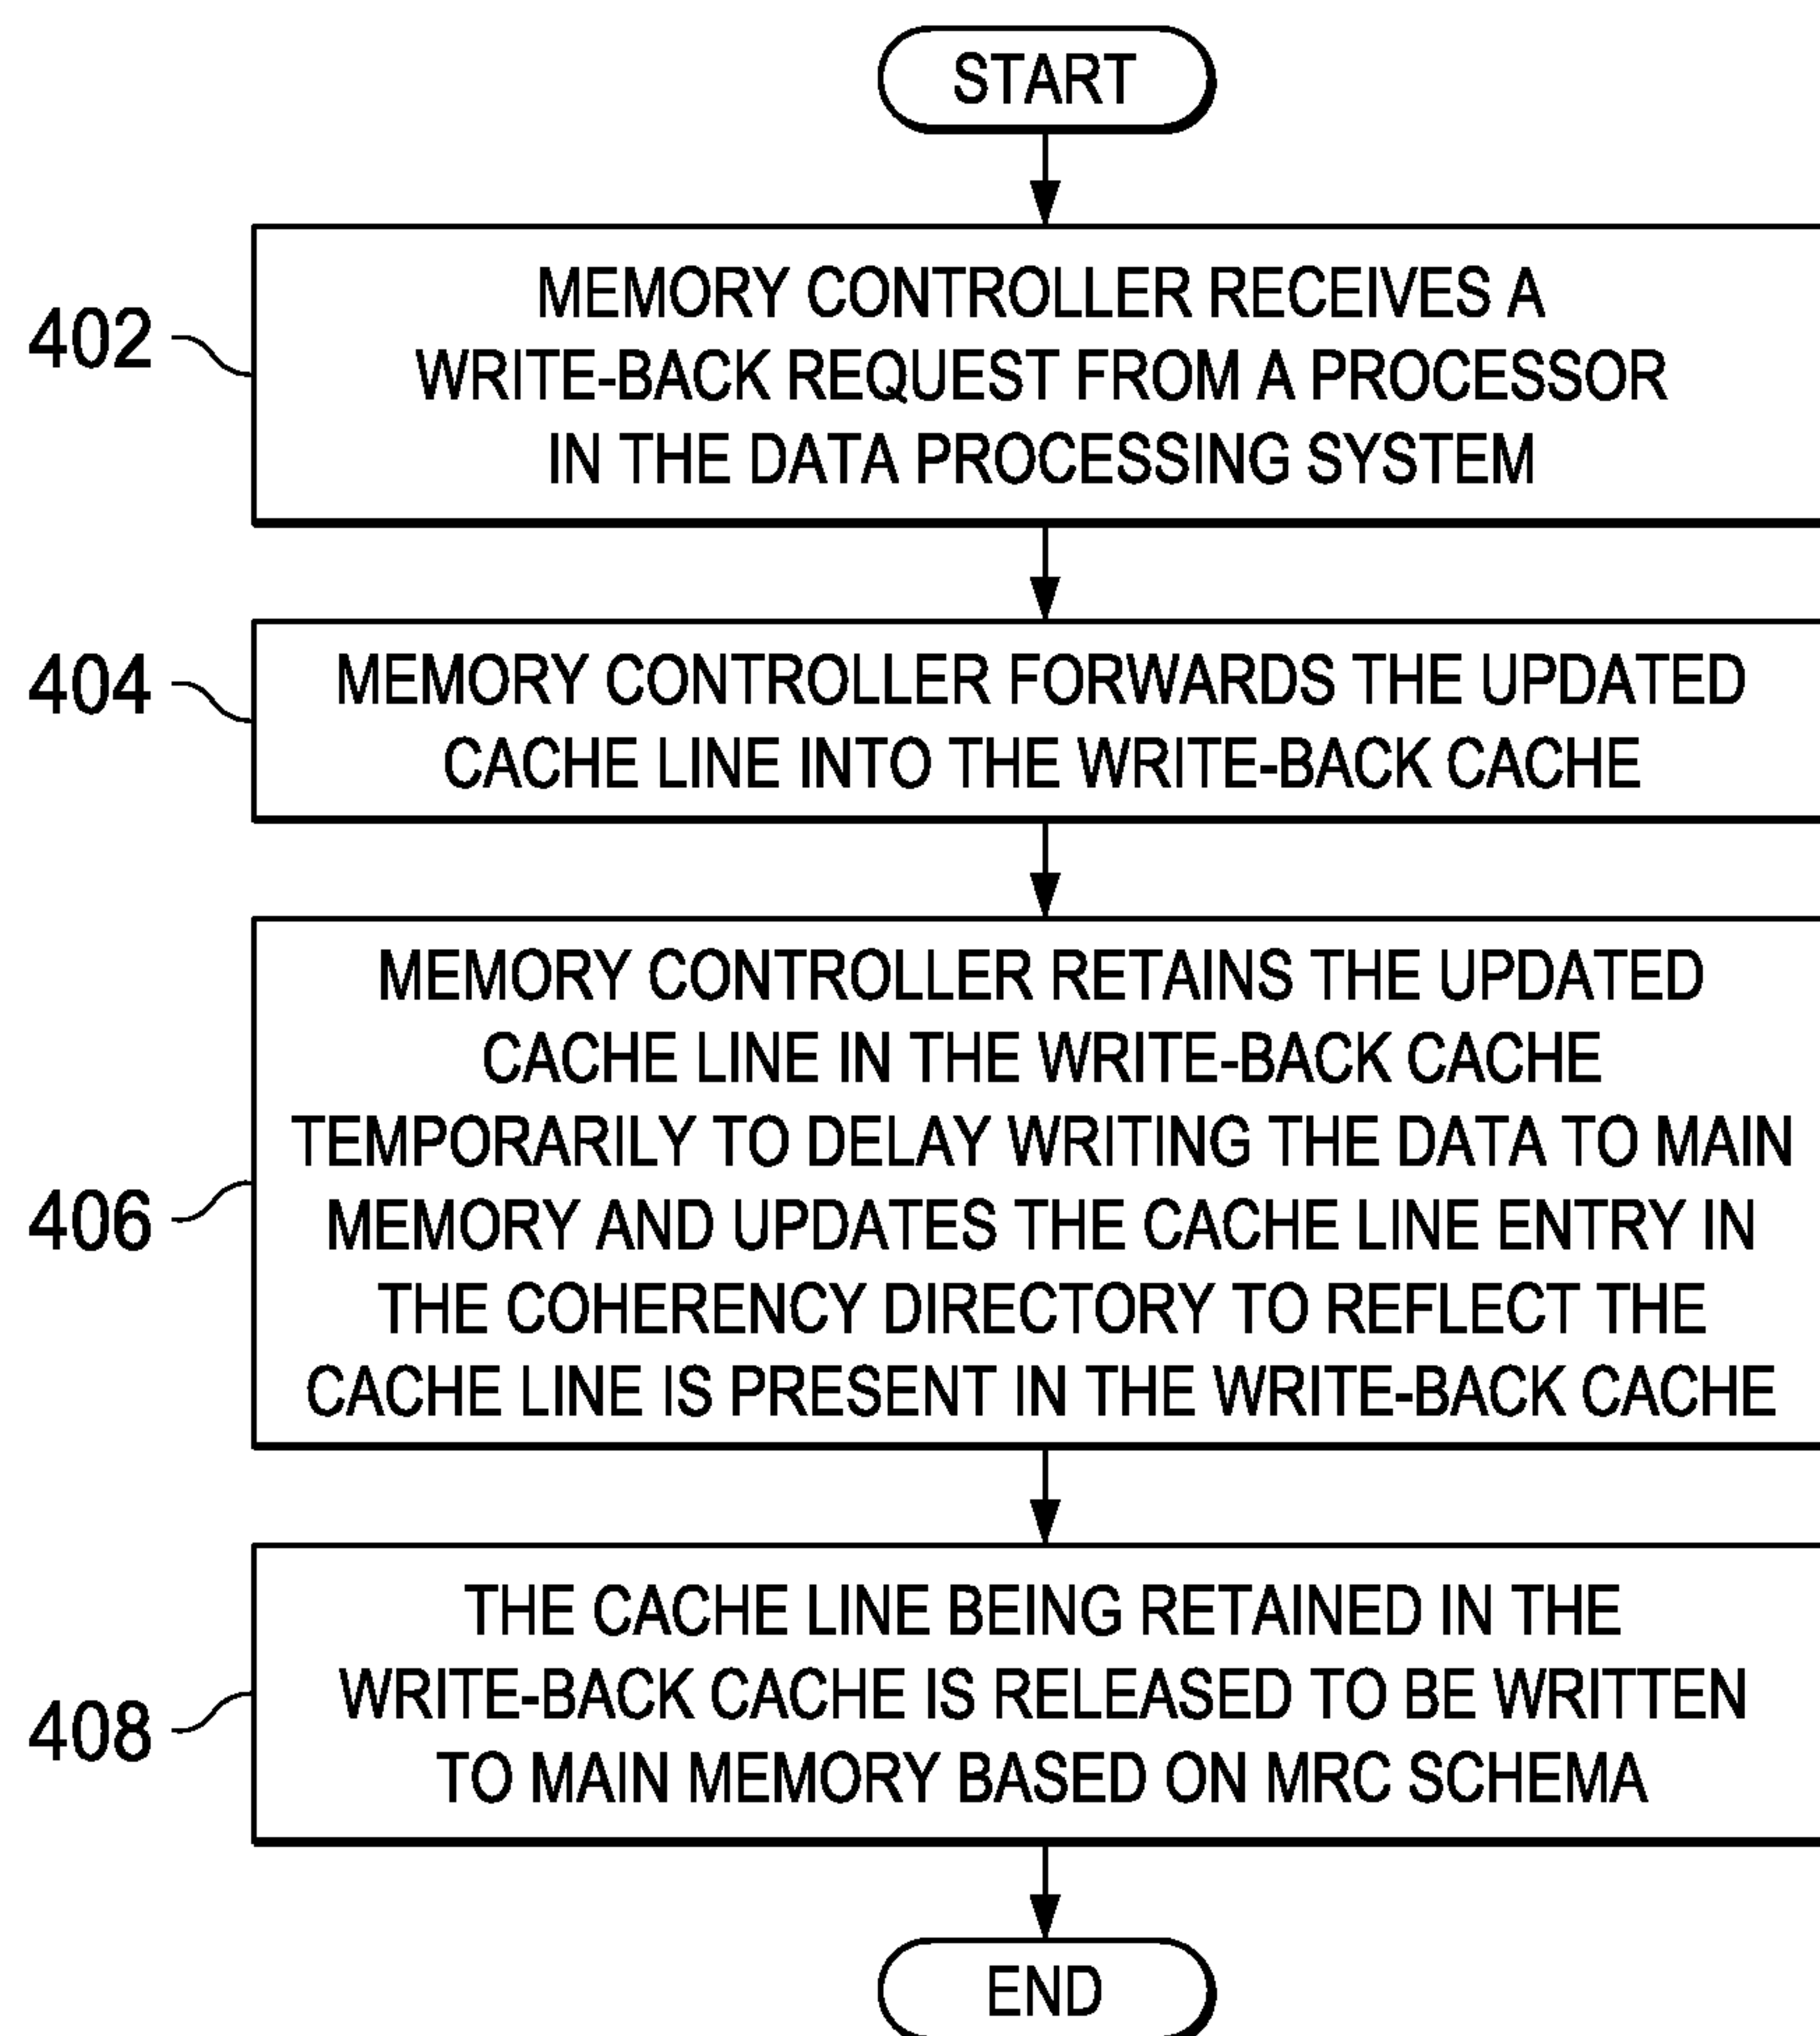 START
402
MEMORY CONTROLLER RECEIVES A
WRITE-BACK REQUEST FROM A PROCESSOR
IN THE DATA PROCESSING SYSTEM
404
MEMORY CONTROLLER FORWARDS THE UPDATED
CACHE LINE INTO THE WRITE-BACK CACHE
406
MEMORY CONTROLLER RETAINS THE UPDATED
CACHE LINE IN THE WRITE-BACK CACHE
TEMPORARILY TO DELAY WRITING THE DATA TO MAIN
MEMORY AND UPDATES THE CACHE LINE ENTRY IN
THE COHERENCY DIRECTORY TO REFLECT THE
CACHE LINE IS PRESENT IN THE WRITE-BACK CACHE
408
THE CACHE LINE BEING RETAINED IN THE
WRITE-BACK CACHE IS RELEASED TO BE WRITTEN
TO MAIN MEMORY BASED ON MRC SCHEMA
END